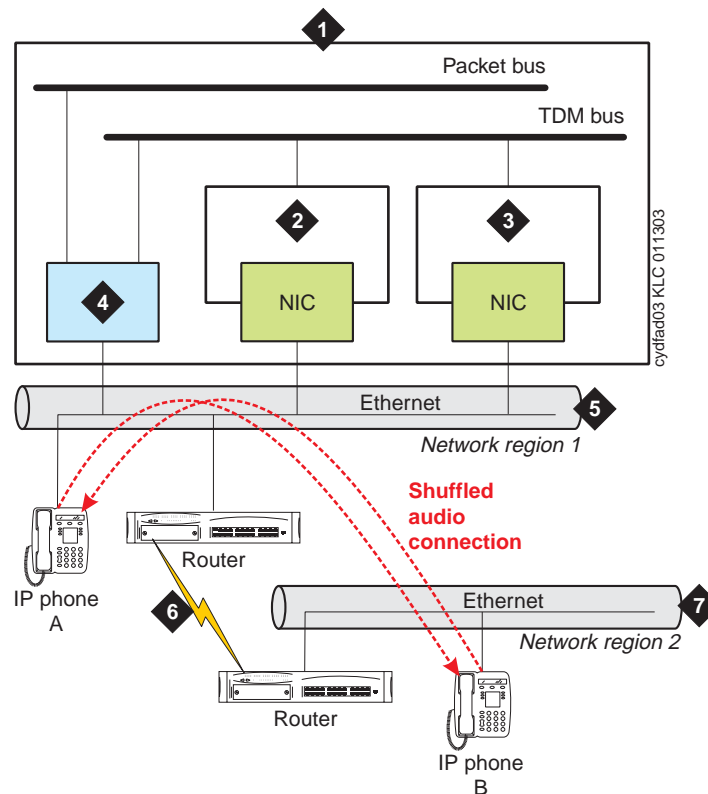 1
Packet bus
TDM bus
2
3
4
NIC
NIC
cydfad03 KLC 011303
Ethernet
5
Network region 1
Shuffled
audio
connection
Router
IP phone
A
6
Ethernet
7
Network region 2
Router
IP phone
B